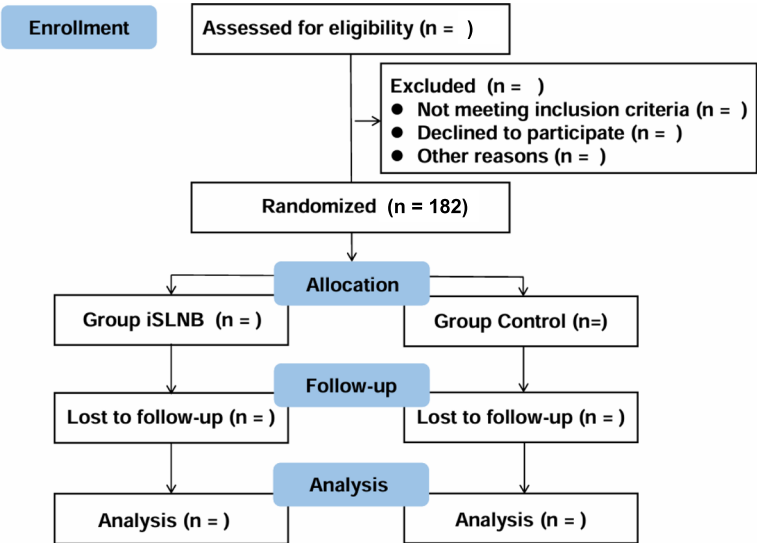 Enrollment
Assessed for eligibility (n = )
Excluded (n = )
● Not meeting inclusion criteria (n = )
● Declined to participate (n = )
● Other reasons (n = )
Randomized (n = 182)
Allocation
Group iSLNB (n = )
Group Control (n=)
Follow-up
Lost to follow-up (n = )
Lost to follow-up (n = )
Analysis
Analysis (n = )
Analysis (n = )